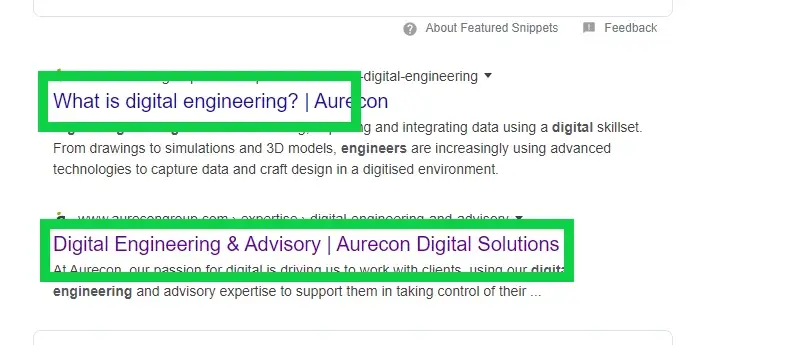 About Featured Snippets Feedback
-digital-engineering
What is digital engineering? | Aurecon
and integrating data using a digital skillset.
From drawings to simulations and 3D models, engineers are increasingly using advanced
technologies to capture data and craft design in a digitised environment.
www.aurecongroup.com › expertise › digital-engineering-and-advisory
Digital Engineering & Advisory | Aurecon Digital Solutions
At Aurecon, our passion for digital is driving us to work with clients, using our
engineering and advisory expertise to support them in taking control of their ...